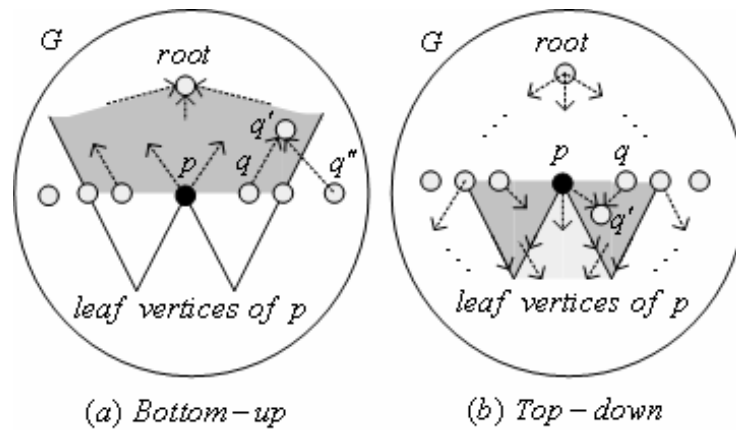 G
root
q'
p
q
q"
leaf vertices of p
(a) Bottom-up
G
root
p
q
q'
leaf vertices of p
(b) Top-down